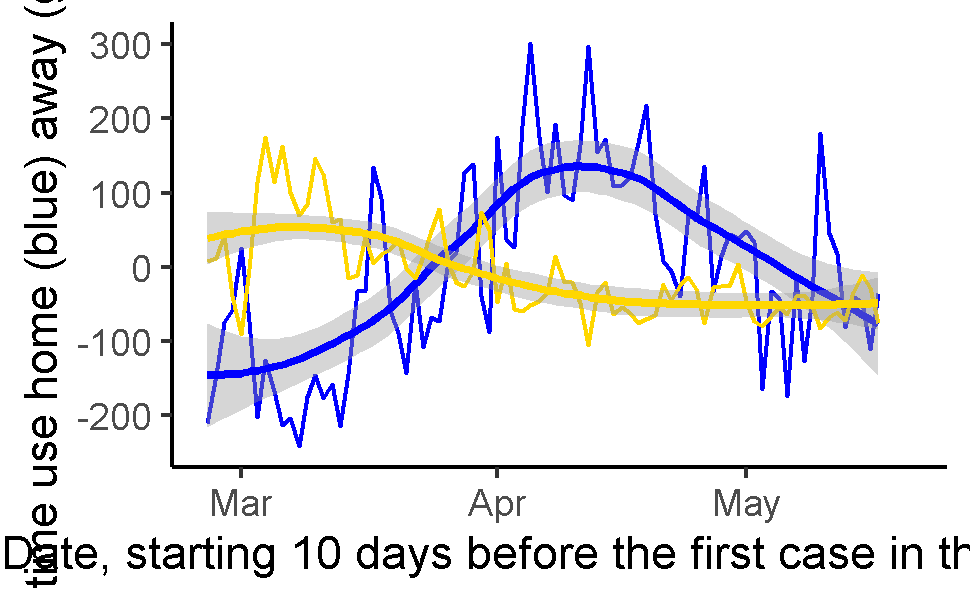 time use home (blue) away (
300
200
100
0
-100
-200
Mar Apr May
Date, starting 10 days before the first case in th